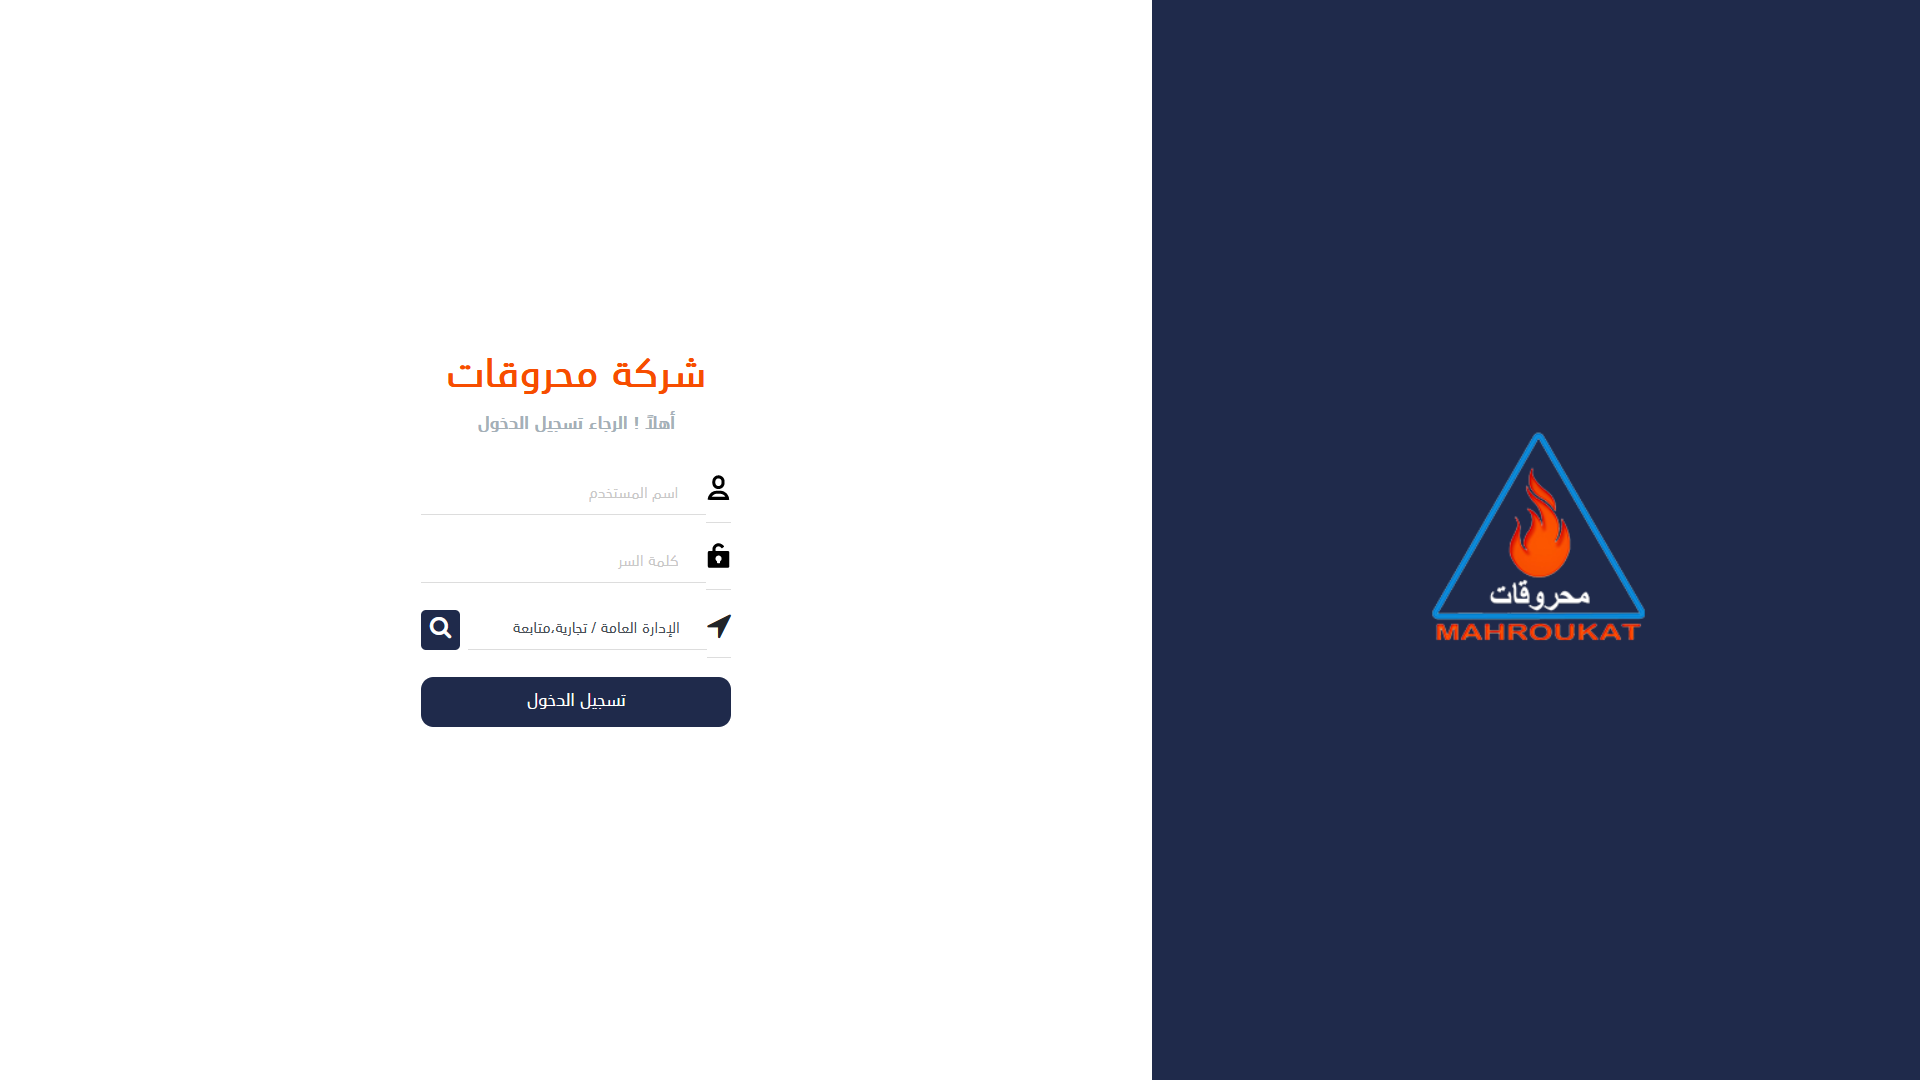 شركة محروقات
أهلاً ! الرجاء تسجيل الدخول
اسم المستخدم
كلمة السر
الإدارة العامة / تجارية،متابعة
تسجيل الدخول
محروقات
MAHROUKAT